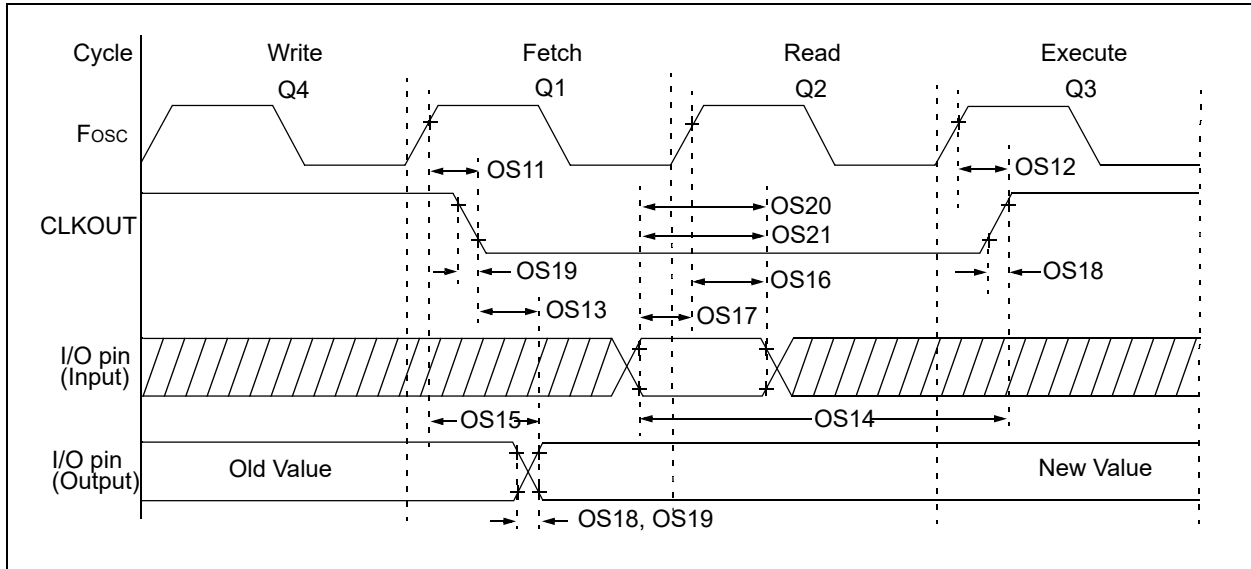 Cycle Write Fetch Read Execute
Q4 Q1 Q2 Q3
Fosc
OS11 OS12
OS20
CLKOUT
OS21
OS19 OS16 OS18
OS13 OS17
I/O pin
(Input)
OS15 OS14
I/O pin
(Output)
Old Value New Value
OS18, OS19